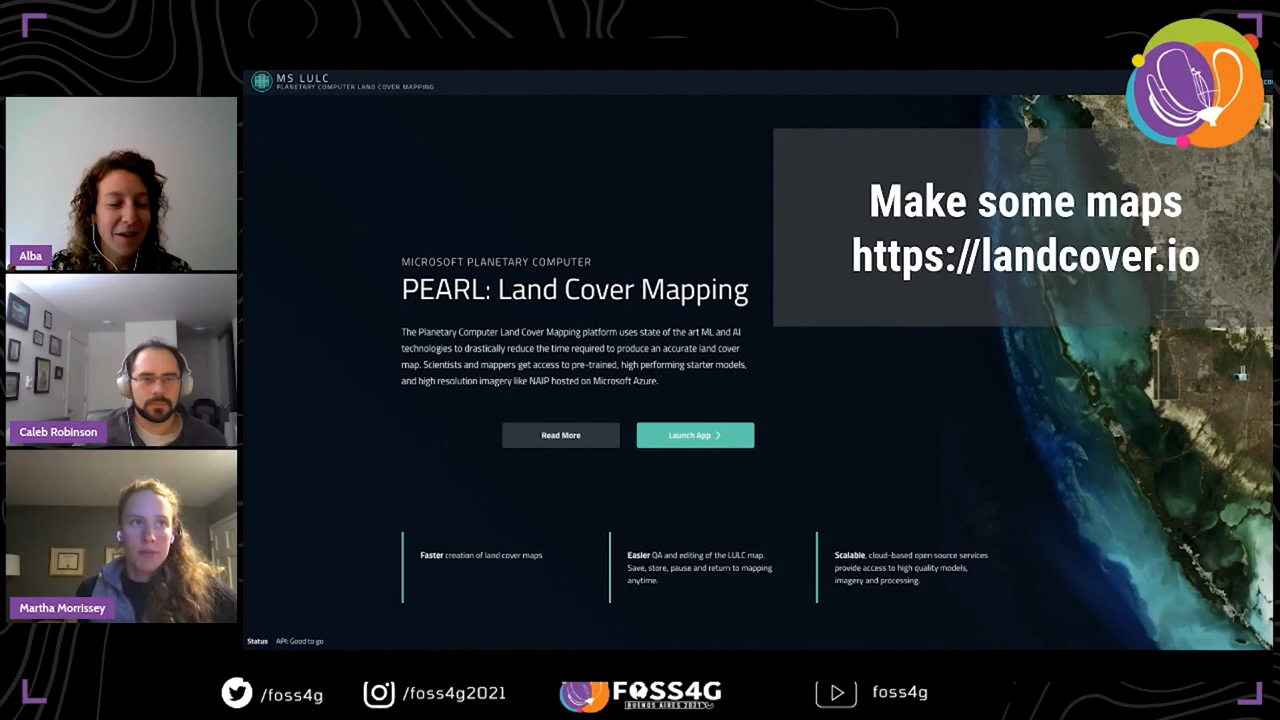 MS LULC
PLANETARY COMPUTER LAND COVER MAPPING
Make some maps
https://landcover.io
Alba
MICROSOFT PLANETARY COMPUTER
PEARL: Land Cover Mapping
The Planetary Computer Land Cover Mapping platform uses state of the art ML and AI
technologies to drastically reduce the time required to produce an accurate land cover
map. Scientists and mappers get access to pre-trained, high performing starter models,
and high resolution imagery like NAIP hosted on Microsoft Azure.
Caleb Robinson
Read More
Launch App
Faster creation of land cover maps
Easier QA and editing of the LULC map.
Save, store, pause and return to mapping
anytime.
Scalable, cloud-based open source services
provide access to high quality models,
imagery and processing.
Martha Morrissey
Status API: Good to go
/foss4g
/foss4g2021
FOSS4G
BUENOS AIRES 2021
foss4g